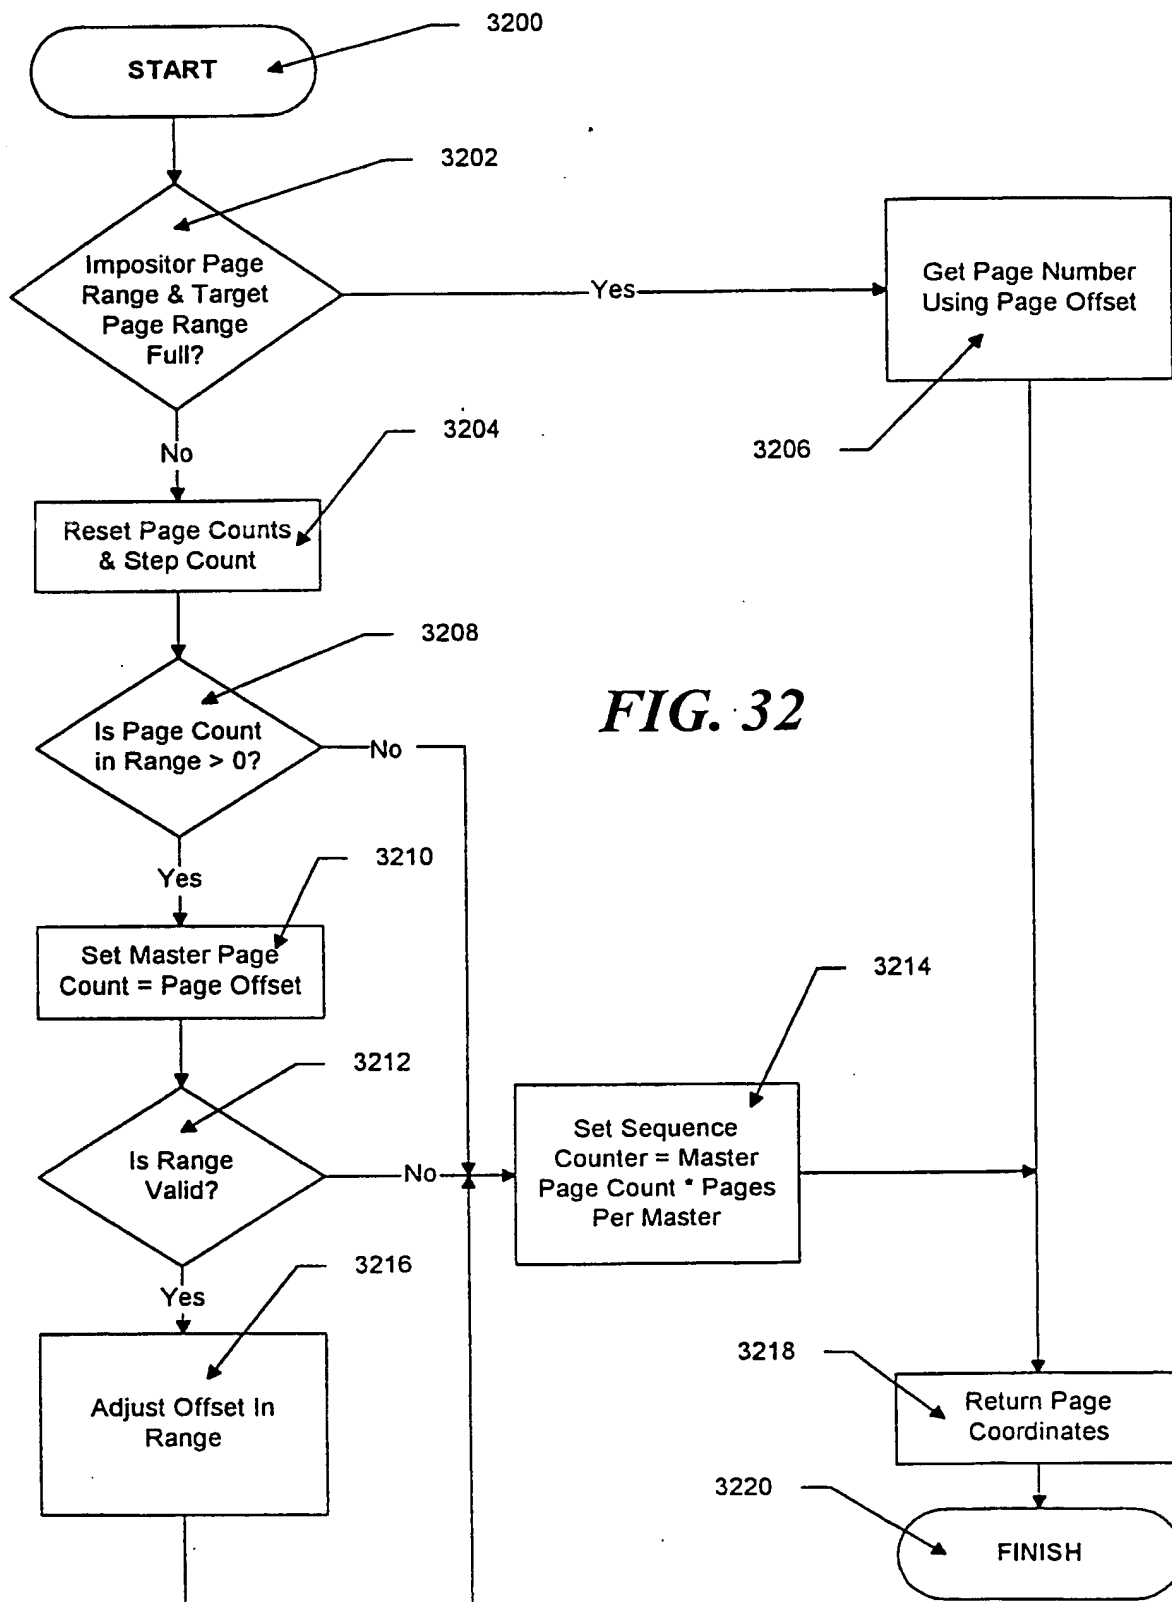 3200
START
3202
Impositor Page
Range & Target
Page Range
Full?
Yes
Get Page Number
Using Page Offset
3206
No
3204
Reset Page Counts
& Step Count
3208
Is Page Count
in Range > 0?
No
FIG. 32
Yes
3210
Set Master Page
Count = Page Offset
3212
Is Range
Valid?
No
3214
Set Sequence
Counter = Master
Page Count * Pages
Per Master
Yes
3216
Adjust Offset In
Range
3218
Return Page
Coordinates
3220
FINISH